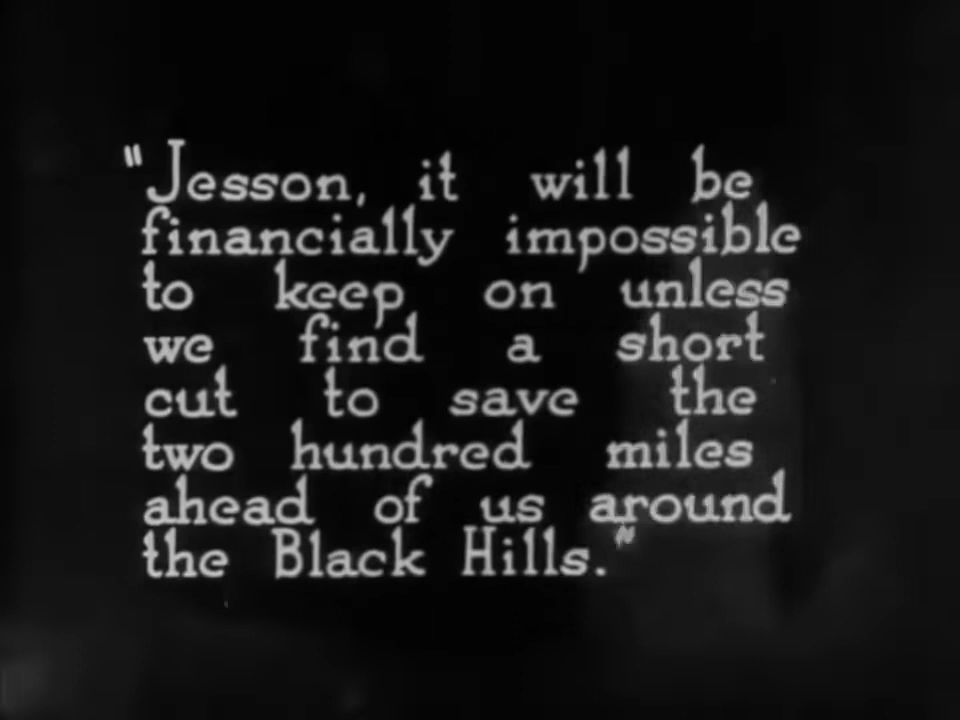 "Jesson, it will be
financially impossible
to keep on unless
we find a short
cut to save the
two hundred miles
ahead of us around
the Black Hills."